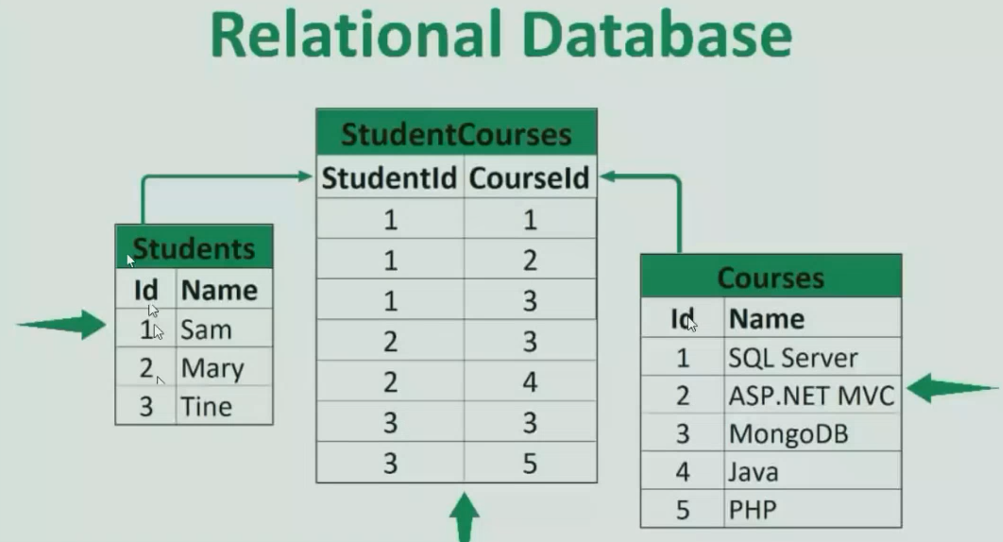 Relational Database
StudentCourses
StudentId CourseId
1 1
1 2
1 3
2 3
2 4
3 3
3 5
Students
Id Name
1 Sam
2 Mary
3 Tine
Courses
Id Name
1 SQL Server
2 ASP.NET MVC
3 MongoDB
4 Java
5 PHP